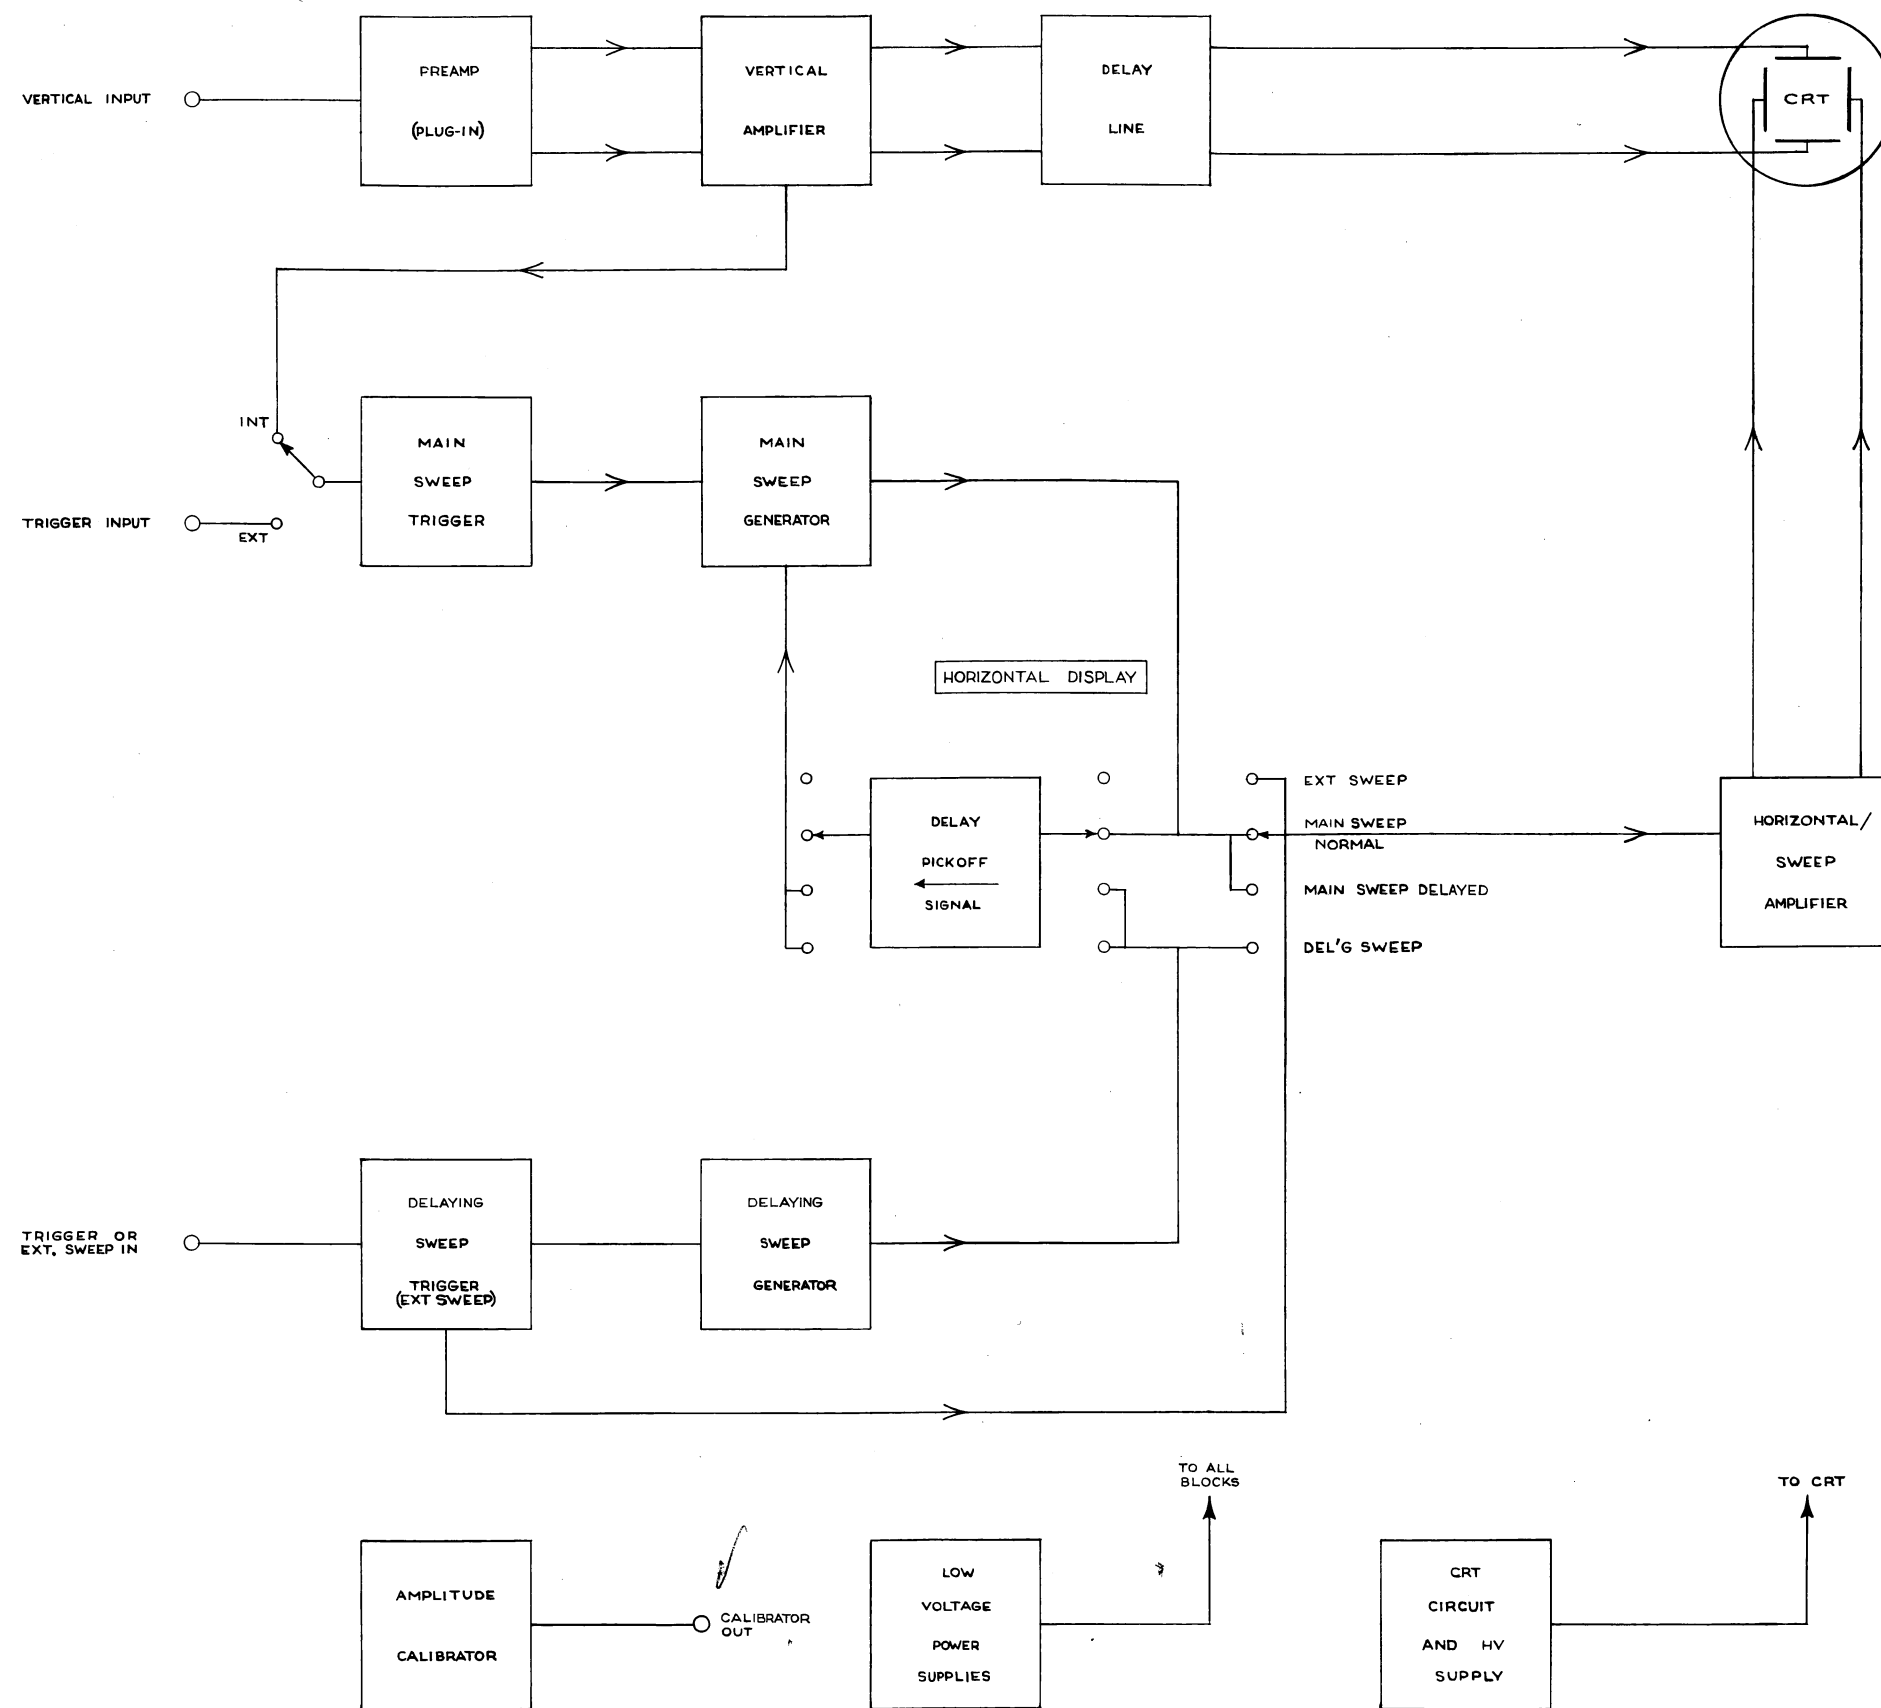 VERTICAL INPUT
PREAMP
(PLUG-IN)
VERTICAL
AMPLIFIER
DELAY
LINE
CRT
INT
TRIGGER INPUT
EXT
MAIN
SWEEP
TRIGGER
MAIN
SWEEP
GENERATOR
HORIZONTAL DISPLAY
DELAY
PICKOFF
SIGNAL
EXT SWEEP
MAIN SWEEP
NORMAL
MAIN SWEEP DELAYED
DEL'G SWEEP
HORIZONTAL/
SWEEP
AMPLIFIER
TRIGGER OR
EXT. SWEEP IN
DELAYING
SWEEP
TRIGGER
(EXT SWEEP)
DELAYING
SWEEP
GENERATOR
AMPLITUDE
CALIBRATOR
CALIBRATOR
OUT
TO ALL
BLOCKS
LOW
VOLTAGE
POWER
SUPPLIES
TO CRT
CRT
CIRCUIT
AND HV
SUPPLY